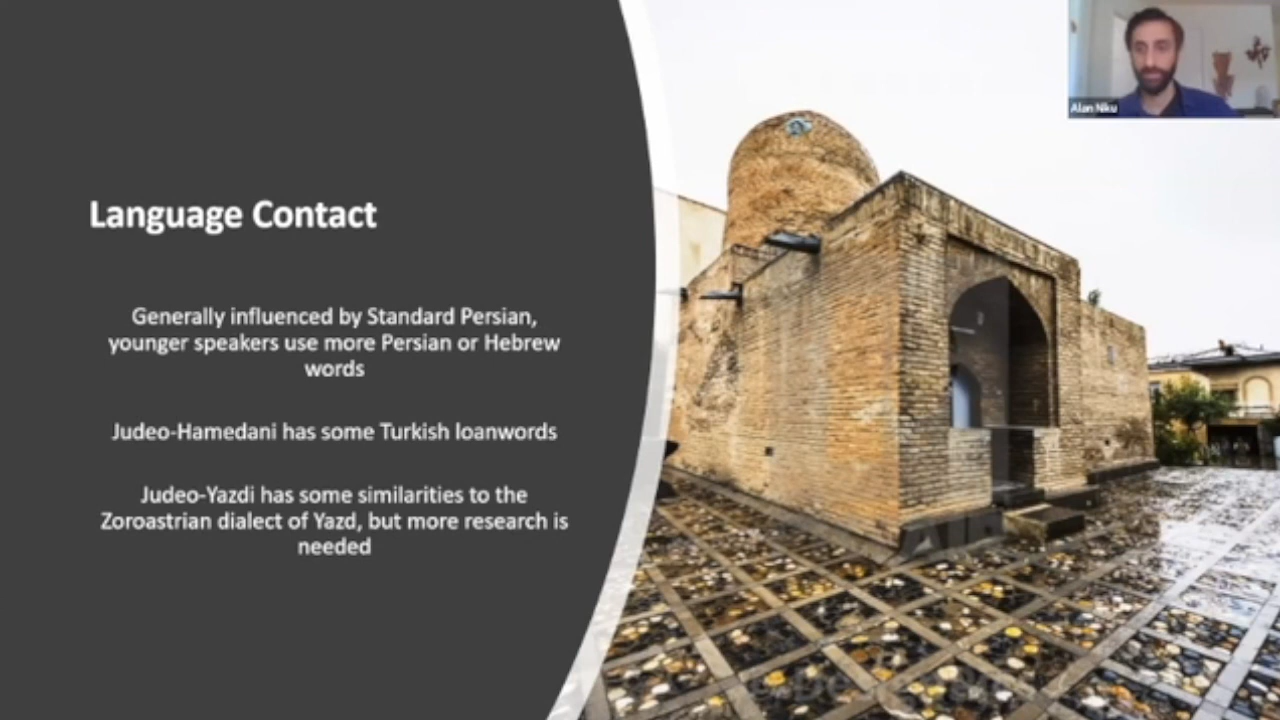 Alan Niku
Language Contact
Generally influenced by Standard Persian,
younger speakers use more Persian or Hebrew
words
Judeo-Hamedani has some Turkish loanwords
Judeo-Yazdi has some similarities to the
Zoroastrian dialect of Yazd, but more research is
needed